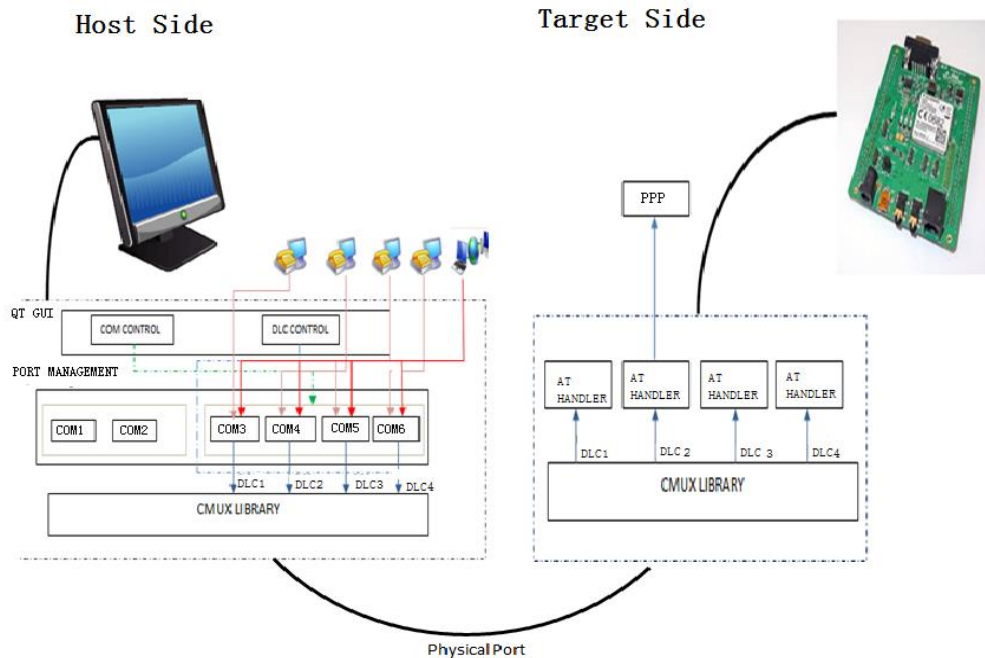 Host Side
Target Side
PPP
QT GUI
COM CONTROL
DLC CONTROL
PORT MANAGEMENT
COM1
COM2
COM3
COM4
COM5
COM6
DLC1
DLC2
DLC3
DLC4
CMUX LIBRARY
AT
HANDLER
AT
HANDLER
AT
HANDLER
AT
HANDLER
DLC1
DLC 2
DLC 3
DLC4
CMUX LIBRARY
Physical Port